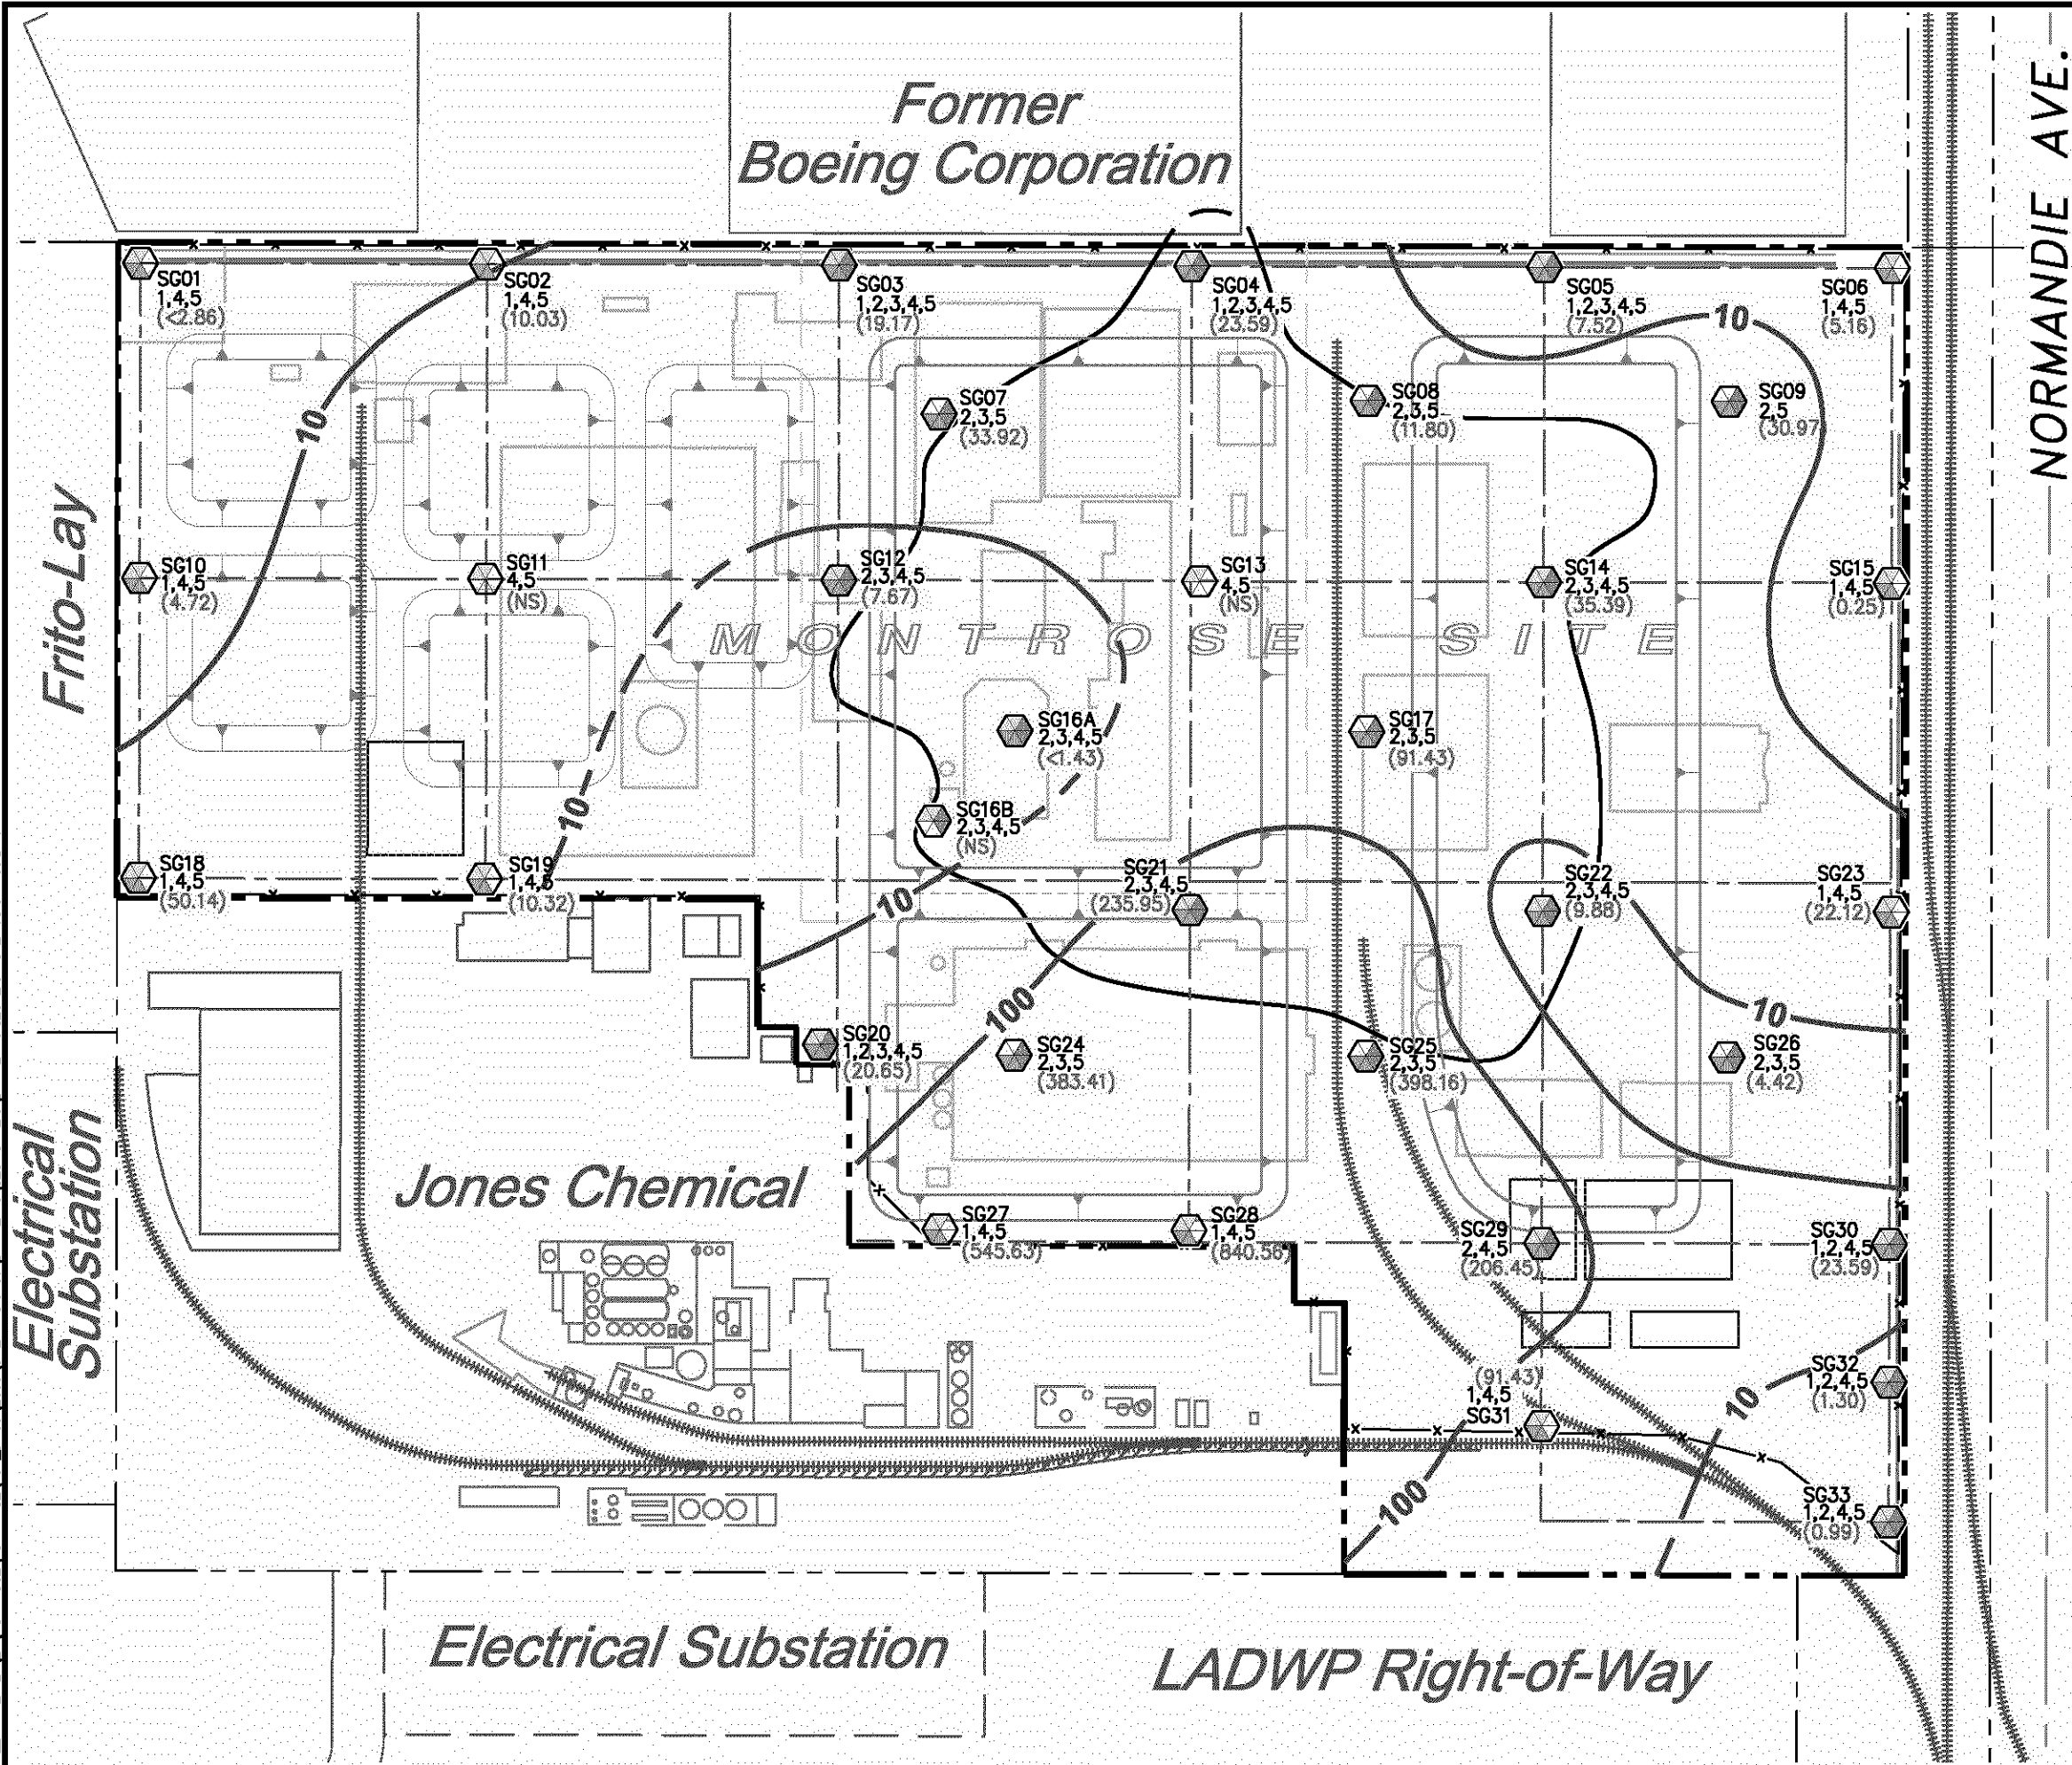 Former
Boeing Corporation
NORMANDIE AVE.
SG01
1,4,5
(<2.86)
SG02
1,4,5
(10.03)
SG03
1,2,3,4,5
(19.17)
SG04
1,2,3,4,5
(23.59)
SG05
1,2,3,4,5
(7.52)
SG06
1,4,5
(5.16)
10
10
SG07
2,3,5
(33.92)
SG08
2,3,5
(11.80)
SG09
2,5
(30.97)
Frito-Lay
SG10
1,4,5
(4.72)
SG11
4,5
(NS)
SG12
2,3,4,5
(7.67)
SG13
4,5
(NS)
SG14
2,3,4,5
(35.39)
SG15
1,4,5
(0.25)
MONTROSE SITE
SG16A
2,3,4,5
(<1.43)
SG17
2,3,5
(91.43)
10
SG16B
2,3,4,5
(NS)
SG18
1,4,5
(50.14)
SG19
1,4,5
(10.32)
10
SG21
2,3,4,5
(235.95)
SG22
2,3,4,5
(9.88)
SG23
1,4,5
(22.12)
100
10
SG20
1,2,3,4,5
(20.65)
SG24
2,3,5
(383.41)
SG25
2,3,5
(398.16)
SG26
2,3,5
(4.42)
Electrical
Substation
Jones Chemical
SG27
1,4,5
(545.63)
SG28
1,4,5
(840.56)
SG29
2,4,5
(206.45)
SG30
1,2,4,5
(23.59)
(91.43)
1,4,5
SG31
SG32
1,2,4,5
(1.30)
10
100
SG33
1,2,4,5
(0.99)
Electrical Substation
LADWP Right-of-Way